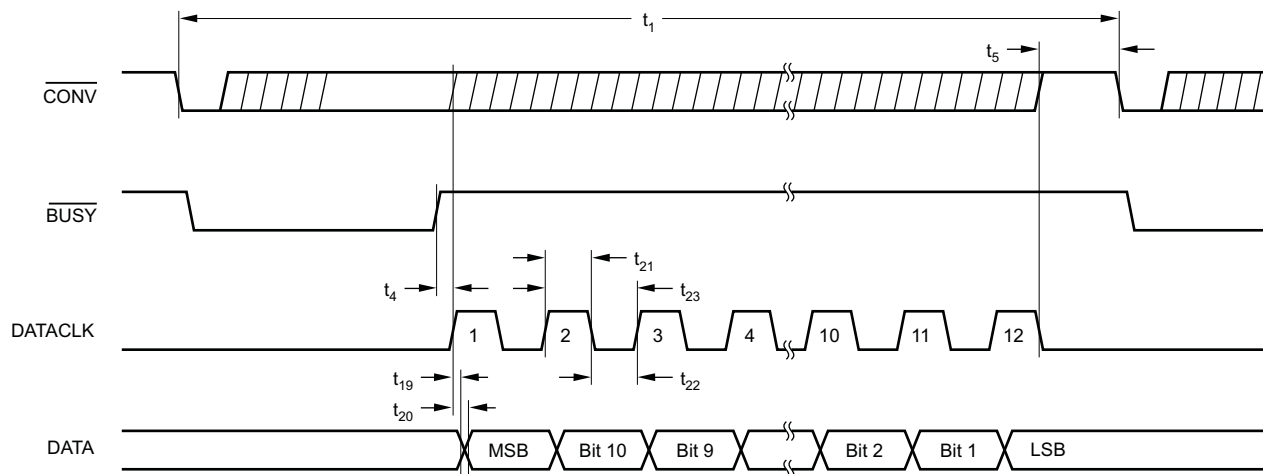 t1
t5
CONV
BUSY
t21
t4
t23
DATACLK
1
2
3
4
10
11
12
t19
t22
t20
DATA
MSB
Bit 10
Bit 9
Bit 2
Bit 1
LSB